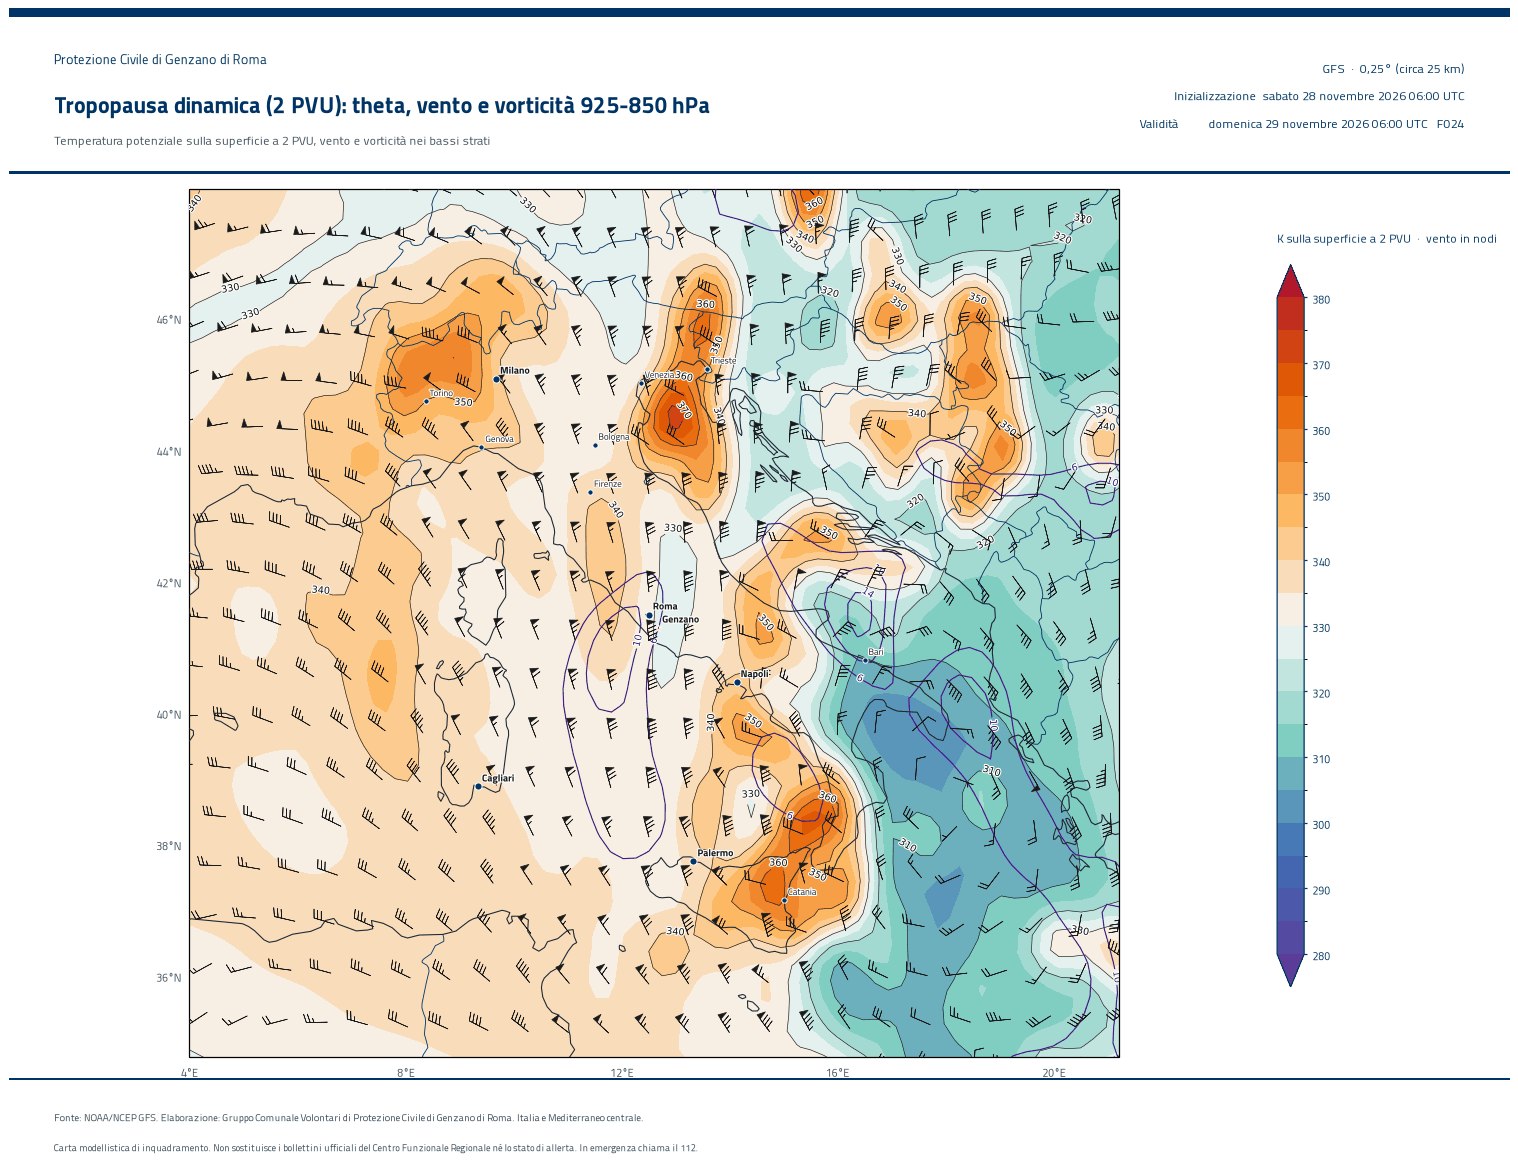 Protezione Civile di Genzano di Roma
Tropopausa dinamica (2 PVU): theta, vento e vorticità 925-850 hPa
Temperatura potenziale sulla superficie a 2 PVU, vento e vorticità nei bassi strati
GFS · 0,25° (circa 25 km)
Inizializzazione sabato 28 novembre 2026 06:00 UTC
Validità domenica 29 novembre 2026 06:00 UTC F024
K sulla superficie a 2 PVU · vento in nodi
380
370
360
350
340
330
320
310
300
290
280
46°N
44°N
42°N
40°N
38°N
36°N
4°E
8°E
12°E
16°E
20°E
Milano
Torino
Genova
Venezia
Trieste
Bologna
Firenze
Roma
Genzano
Napoli
Bari
Cagliari
Palermo
Catania
Fonte: NOAA/NCEP GFS. Elaborazione: Gruppo Comunale Volontari di Protezione Civile di Genzano di Roma. Italia e Mediterraneo centrale.
Carta modellistica di inquadramento. Non sostituisce i bollettini ufficiali del Centro Funzionale Regionale né lo stato di allerta. In emergenza chiama il 112.